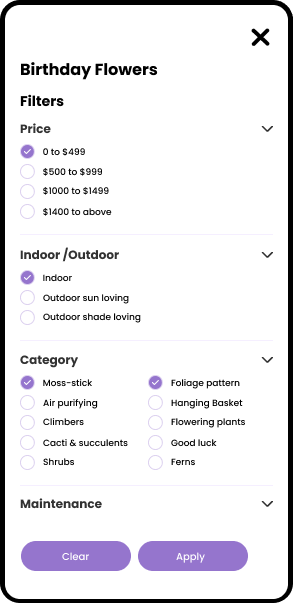 Birthday Flowers
Filters
Price
0 to $499
$500 to $999
$1000 to $1499
$1400 to above
Indoor /Outdoor
Indoor
Outdoor sun loving
Outdoor shade loving
Category
Moss-stick Foliage pattern
Air purifying Hanging Basket
Climbers Flowering plants
Cacti & succulents Good luck
Shrubs Ferns
Maintenance
Clear Apply